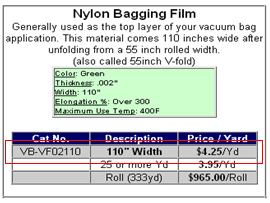 Nylon Bagging Film
Generally used as the top layer of your vacuum bag
application. This material comes 110 inches wide after
unfolding from a 55 inch rolled width.
(also called 55inch V-fold)
Color: Green
Thickness: .002"
Width: 110"
Elongation %: Over 300
Maximum Use Temp: 400F
Cat No. Description Price / Yard
VB-VF02110 110" Width $4.25/Yd
25 or more Yd 3.95/Yd
Roll (333yd) $965.00/Roll